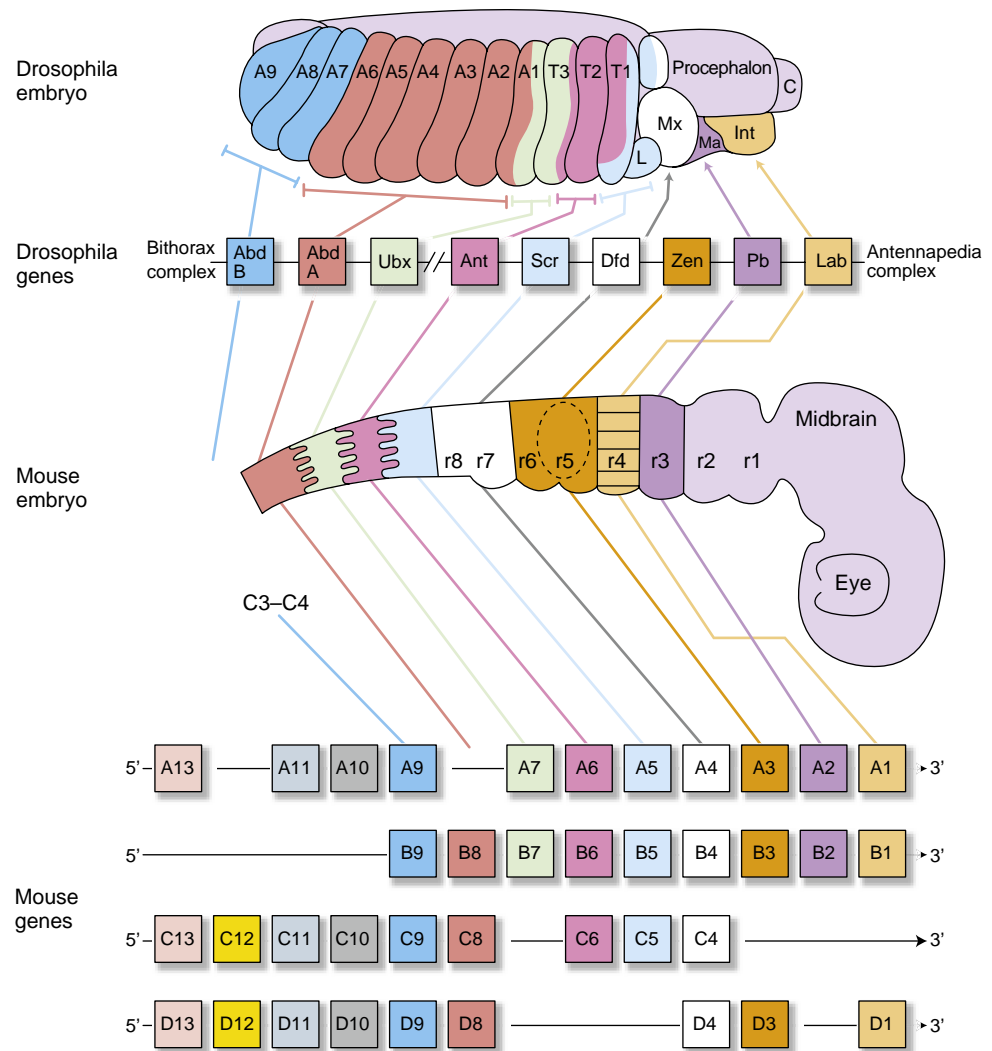 Drosophila
embryo
A9 A8 A7 A6 A5 A4 A3 A2 A1 T3 T2 T1 Procephalon C
Mx Ma Int
L
Drosophila
genes
Bithorax
complex
Abd
B
Abd
A
Ubx // Ant Scr Dfd Zen Pb Lab
Antennapedia
complex
Midbrain
r8 r7 r6 r5 r4 r3 r2 r1
Mouse
embryo
Eye
C3–C4
5’ A13 A11 A10 A9 A7 A6 A5 A4 A3 A2 A1 3’
5’ B9 B8 B7 B6 B5 B4 B3 B2 B1 3’
Mouse
genes
5’ C13 C12 C11 C10 C9 C8 C6 C5 C4 3’
5’ D13 D12 D11 D10 D9 D8 D4 D3 D1 3’